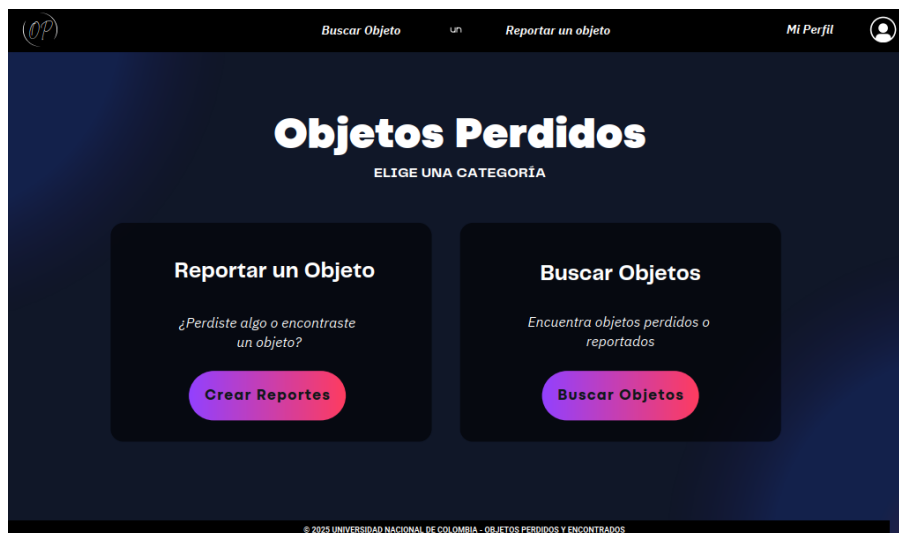 OP
Buscar Objeto un Reportar un objeto Mi Perfil
Objetos Perdidos
ELIGE UNA CATEGORÍA
Reportar un Objeto
¿Perdiste algo o encontraste
un objeto?
Crear Reportes
Buscar Objetos
Encuentra objetos perdidos o
reportados
Buscar Objetos
© 2025 UNIVERSIDAD NACIONAL DE COLOMBIA - OBJETOS PERDIDOS Y ENCONTRADOS